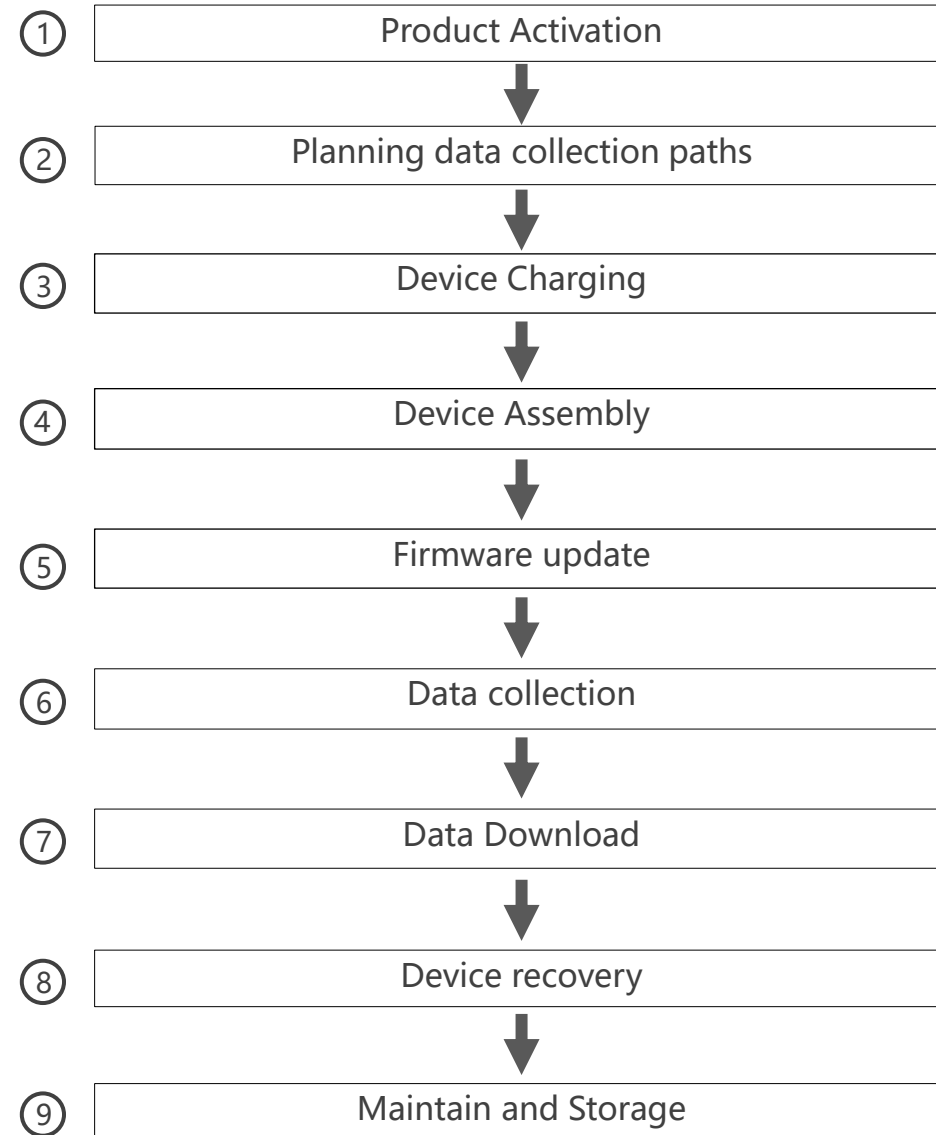 ① Product Activation
② Planning data collection paths
③ Device Charging
④ Device Assembly
⑤ Firmware update
⑥ Data collection
⑦ Data Download
⑧ Device recovery
⑨ Maintain and Storage